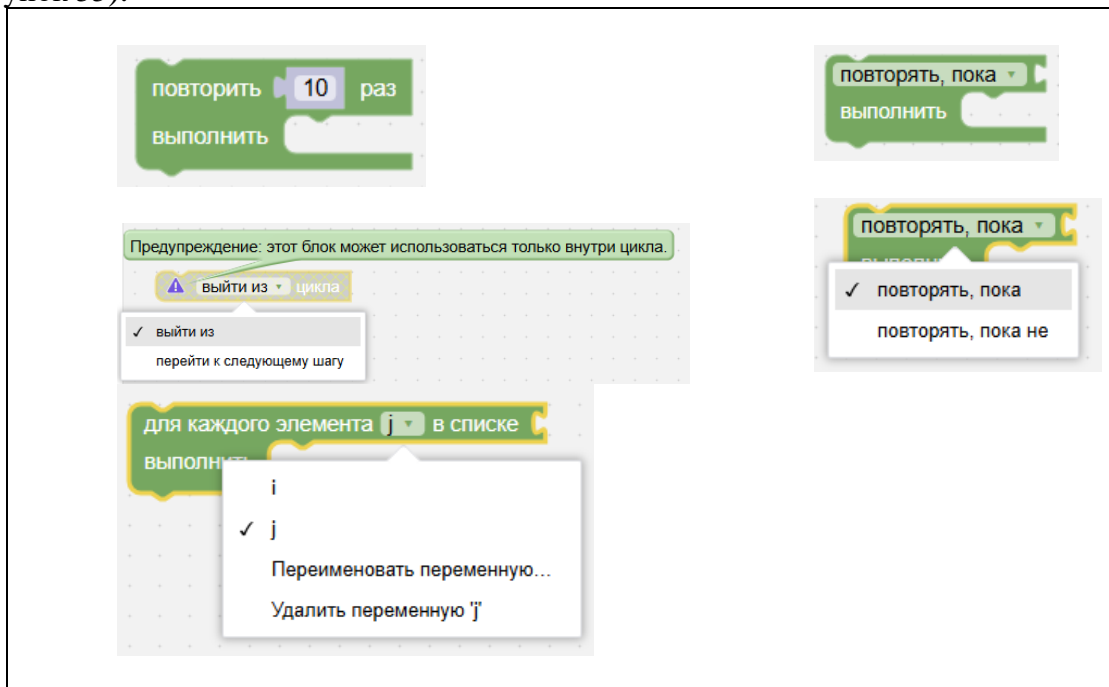 повторить 10 раз
выполнить
повторять, пока
выполнить
Предупреждение: этот блок может использоваться только внутри цикла.
выйти из цикла
✓ выйти из
перейти к следующему шагу
повторять, пока
✓ повторять, пока
повторять, пока не
для каждого элемента j в списке
i
✓ j
Переименовать переменную...
Удалить переменную 'j'